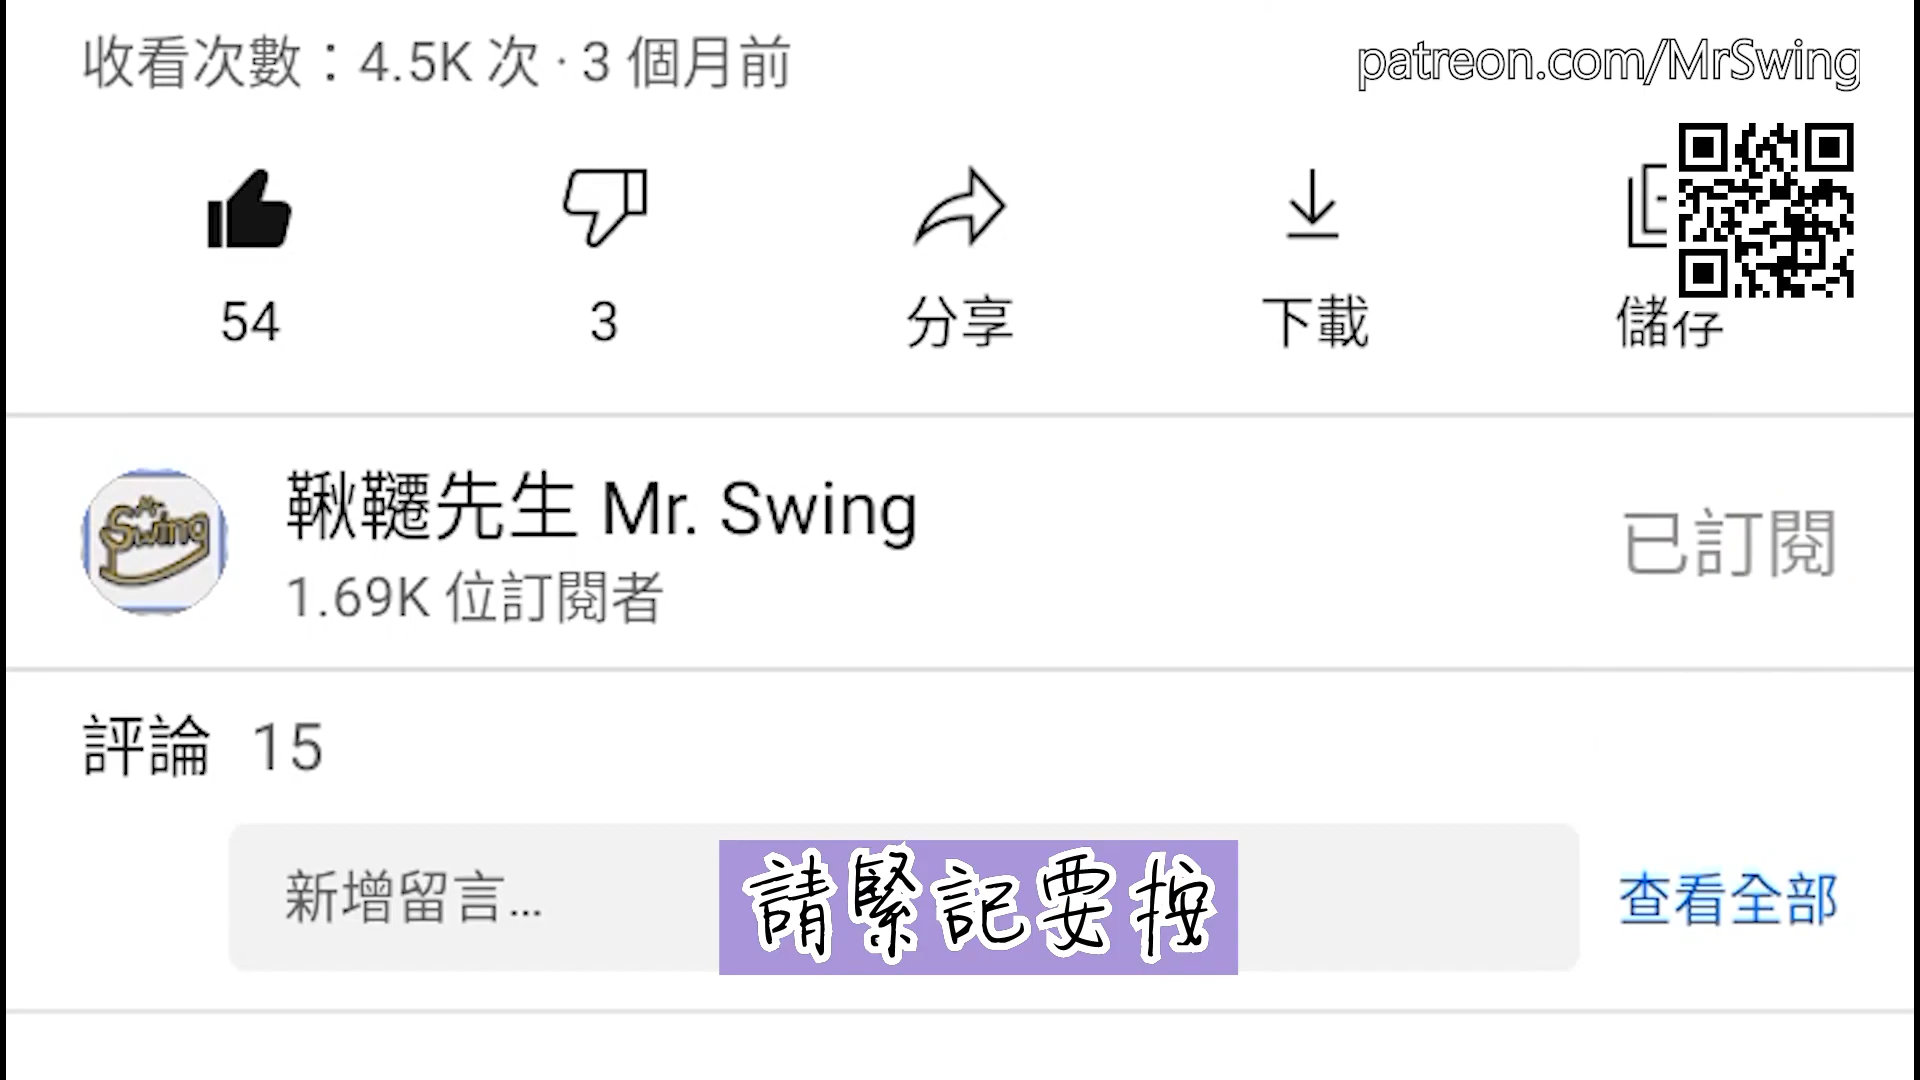 收看次數：4.5K 次 · 3 個月前
patreon.com/MrSwing
54
3
分享
下載
儲存
Mr. Swing
鞦韆先生 Mr. Swing
1.69K 位訂閱者
已訂閱
評論 15
新增留言...
請緊記要按
查看全部